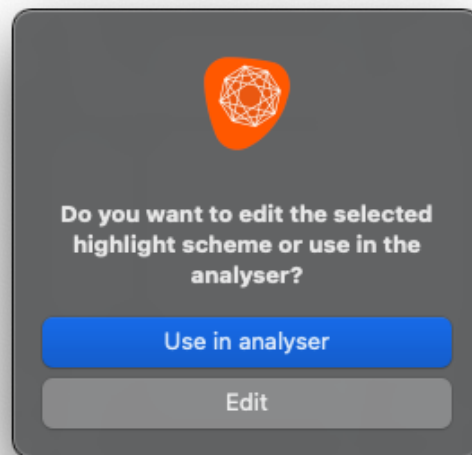 Do you want to edit the selected
highlight scheme or use in the
analyser?
Use in analyser
Edit